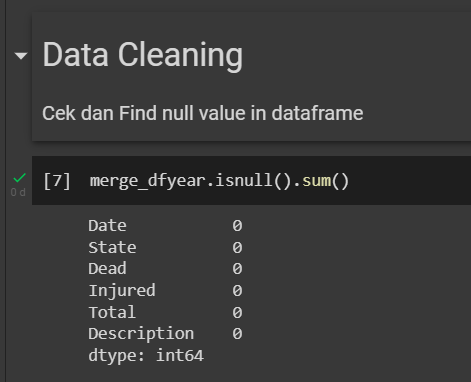 Data Cleaning
Cek dan Find null value in dataframe
[7] merge_dfyear.isnull().sum()
0 d
Date 0
State 0
Dead 0
Injured 0
Total 0
Description 0
dtype: int64